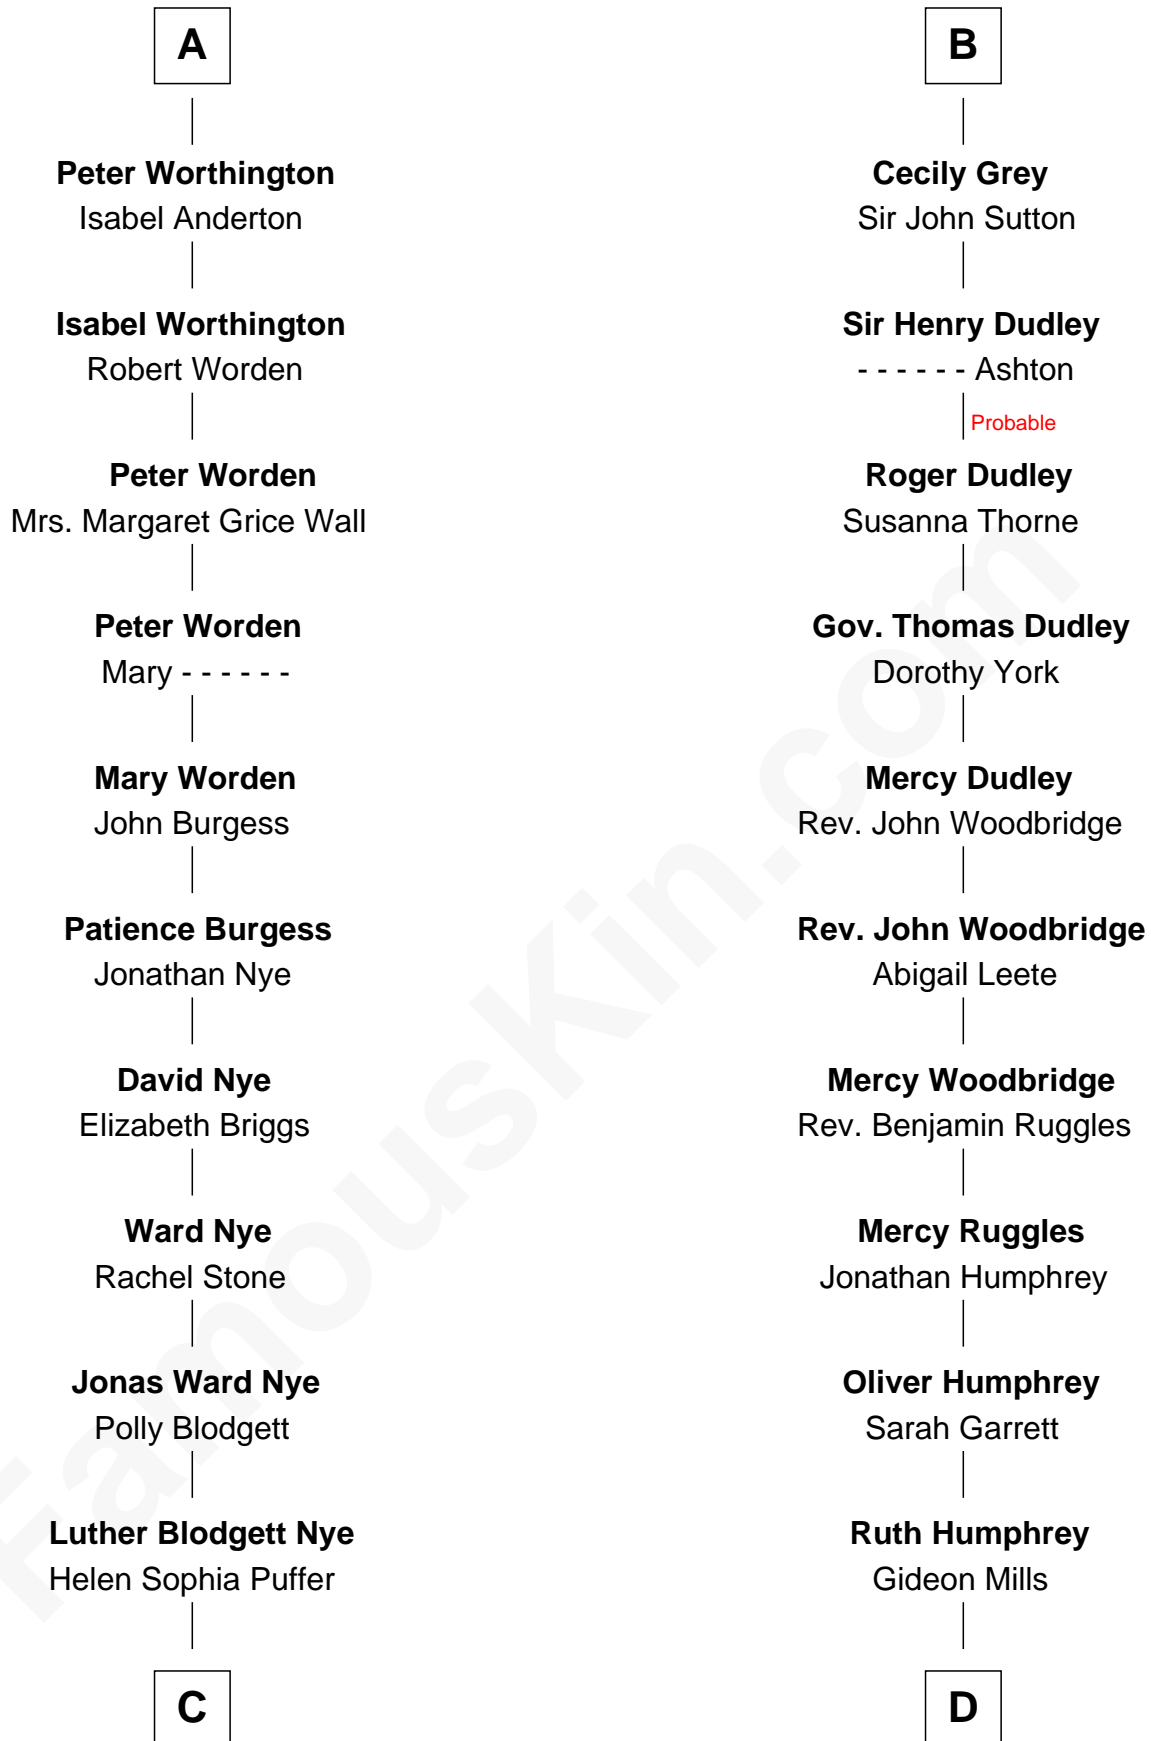 A
Peter Worthington
Isabel Anderton
Isabel Worthington
Robert Worden
Peter Worden
Mrs. Margaret Grice Wall
Peter Worden
Mary - - - - - -
Mary Worden
John Burgess
Patience Burgess
Jonathan Nye
David Nye
Elizabeth Briggs
Ward Nye
Rachel Stone
Jonas Ward Nye
Polly Blodgett
Luther Blodgett Nye
Helen Sophia Puffer
C
B
Cecily Grey
Sir John Sutton
Sir Henry Dudley
- - - - - - Ashton
Probable
Roger Dudley
Susanna Thorne
Gov. Thomas Dudley
Dorothy York
Mercy Dudley
Rev. John Woodbridge
Rev. John Woodbridge
Abigail Leete
Mercy Woodbridge
Rev. Benjamin Ruggles
Mercy Ruggles
Jonathan Humphrey
Oliver Humphrey
Sarah Garrett
Ruth Humphrey
Gideon Mills
D
FamousKin.com